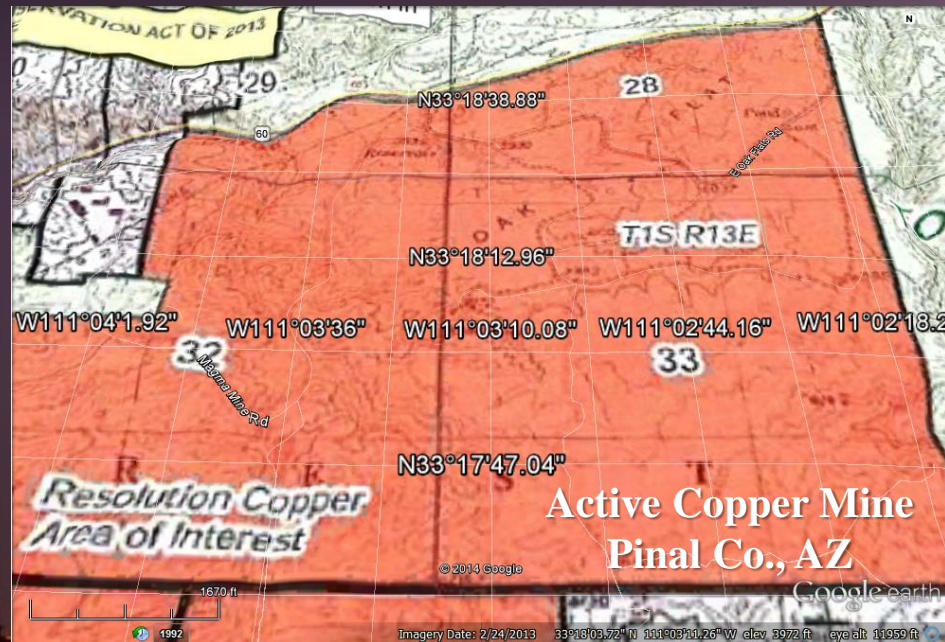 ERVATION ACT OF 2013
N
29
28
N33°18'38.88"
60
FLAT
Pond
Reservoir
E Oak Flats Rd
OAK
T1S R13E
N33°18'12.96"
W111°04'1.92" W111°03'36" W111°03'10.08" W111°02'44.16" W111°02'18.2
32
33
Magma Mine Rd
N33°17'47.04"
R E S T
Resolution Copper
Area of Interest
Active Copper Mine
Pinal Co., AZ
© 2014 Google
Google earth
1670 ft
1992
Imagery Date: 2/24/2013 33°18'03.72" N 111°03'11.26" W elev 3972 ft eye alt 11959 ft